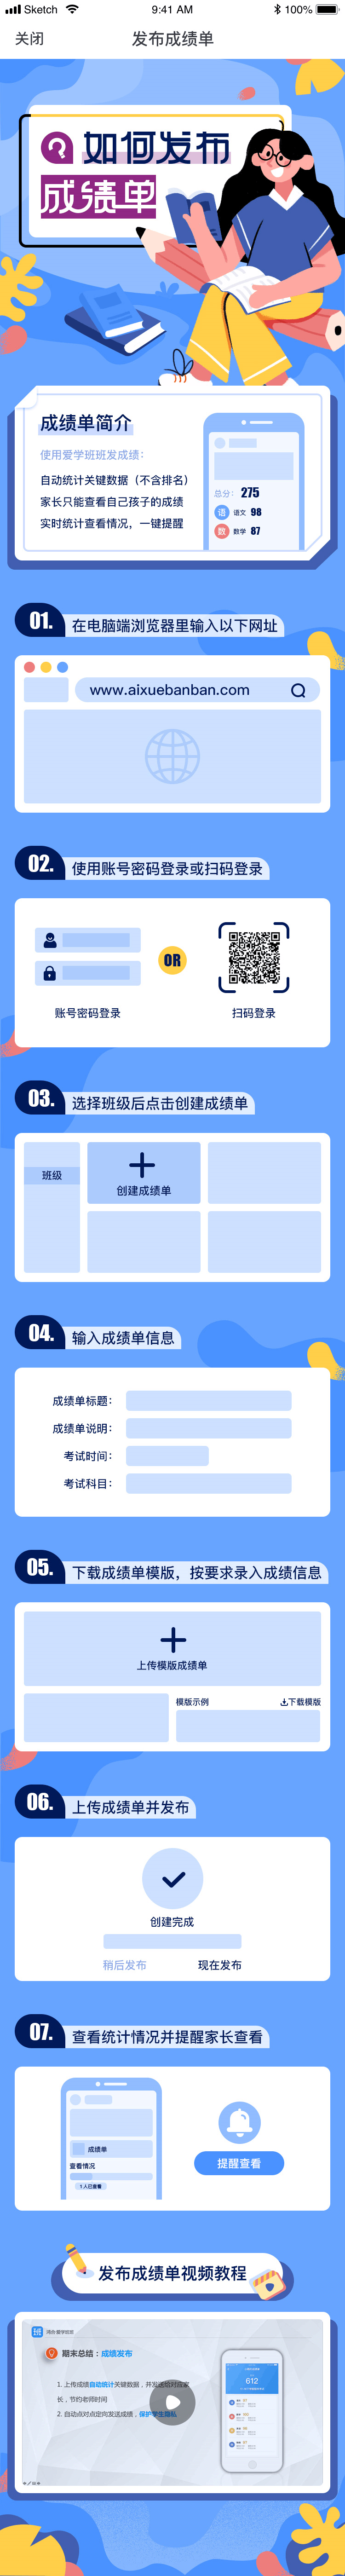 Sketch 9:41 AM 100%
关闭 发布成绩单
如何发布
成绩单
成绩单简介
使用爱学班班发成绩：
自动统计关键数据（不含排名）
家长只能查看自己孩子的成绩
实时统计查看情况，一键提醒
总分： 275
语 语文 98
数 数学 87
01. 在电脑端浏览器里输入以下网址
www.aixuebanban.com
02. 使用账号密码登录或扫码登录
OR
账号密码登录 扫码登录
03. 选择班级后点击创建成绩单
班级
创建成绩单
04. 输入成绩单信息
成绩单标题：
成绩单说明：
考试时间：
考试科目：
05. 下载成绩单模版，按要求录入成绩信息
上传模版成绩单
模版示例 下载模版
06. 上传成绩单并发布
创建完成
稍后发布 现在发布
07. 查看统计情况并提醒家长查看
成绩单
查看情况
1人已查看
提醒查看
发布成绩单视频教程
班
期末总结：成绩发布
1. 上传成绩自动统计关键数据，并发送给对应家
长，节约老师时间
2. 自动点对点定向发送成绩，保护学生隐私
612